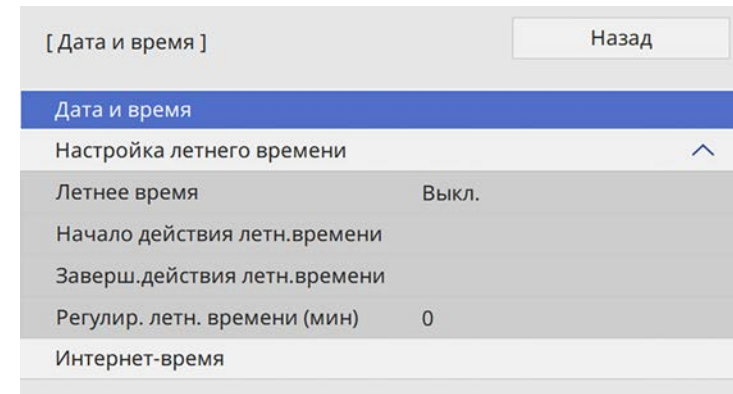 [ Дата и время ]
Назад
Дата и время
Настройка летнего времени
Летнее время Выкл.
Начало действия летн.времени
Заверш.действия летн.времени
Регулир. летн. времени (мин) 0
Интернет-время